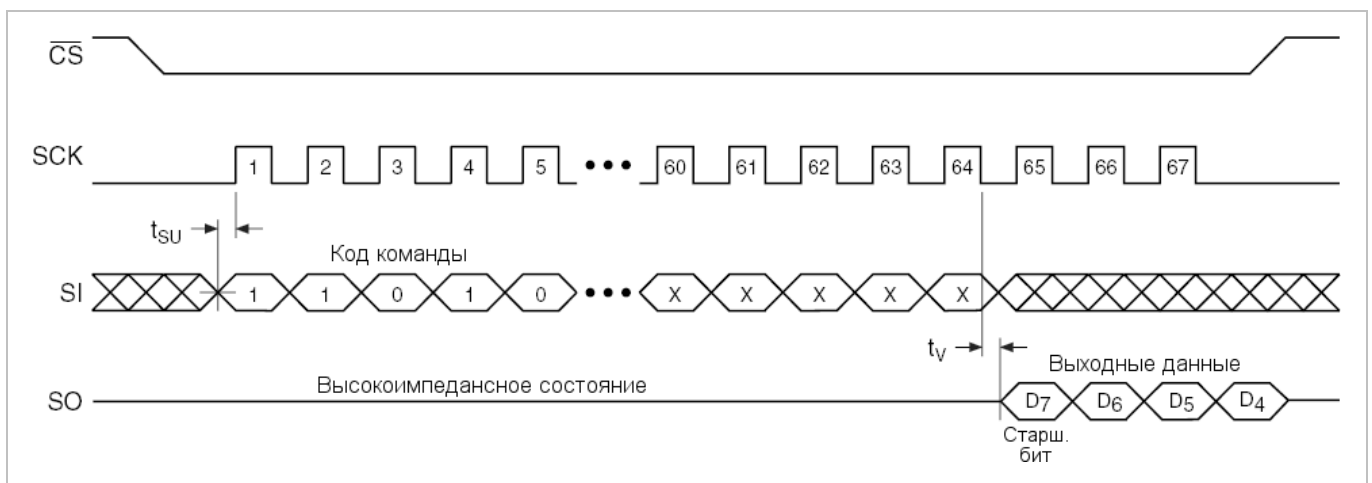 CS
SCK
1 2 3 4 5 ••• 60 61 62 63 64 65 66 67
tSU
Код команды
SI
1 1 0 1 0 ••• X X X X X
tV
Выходные данные
Высокоимпедансное состояние
SO
D7 D6 D5 D4
Старш.
бит